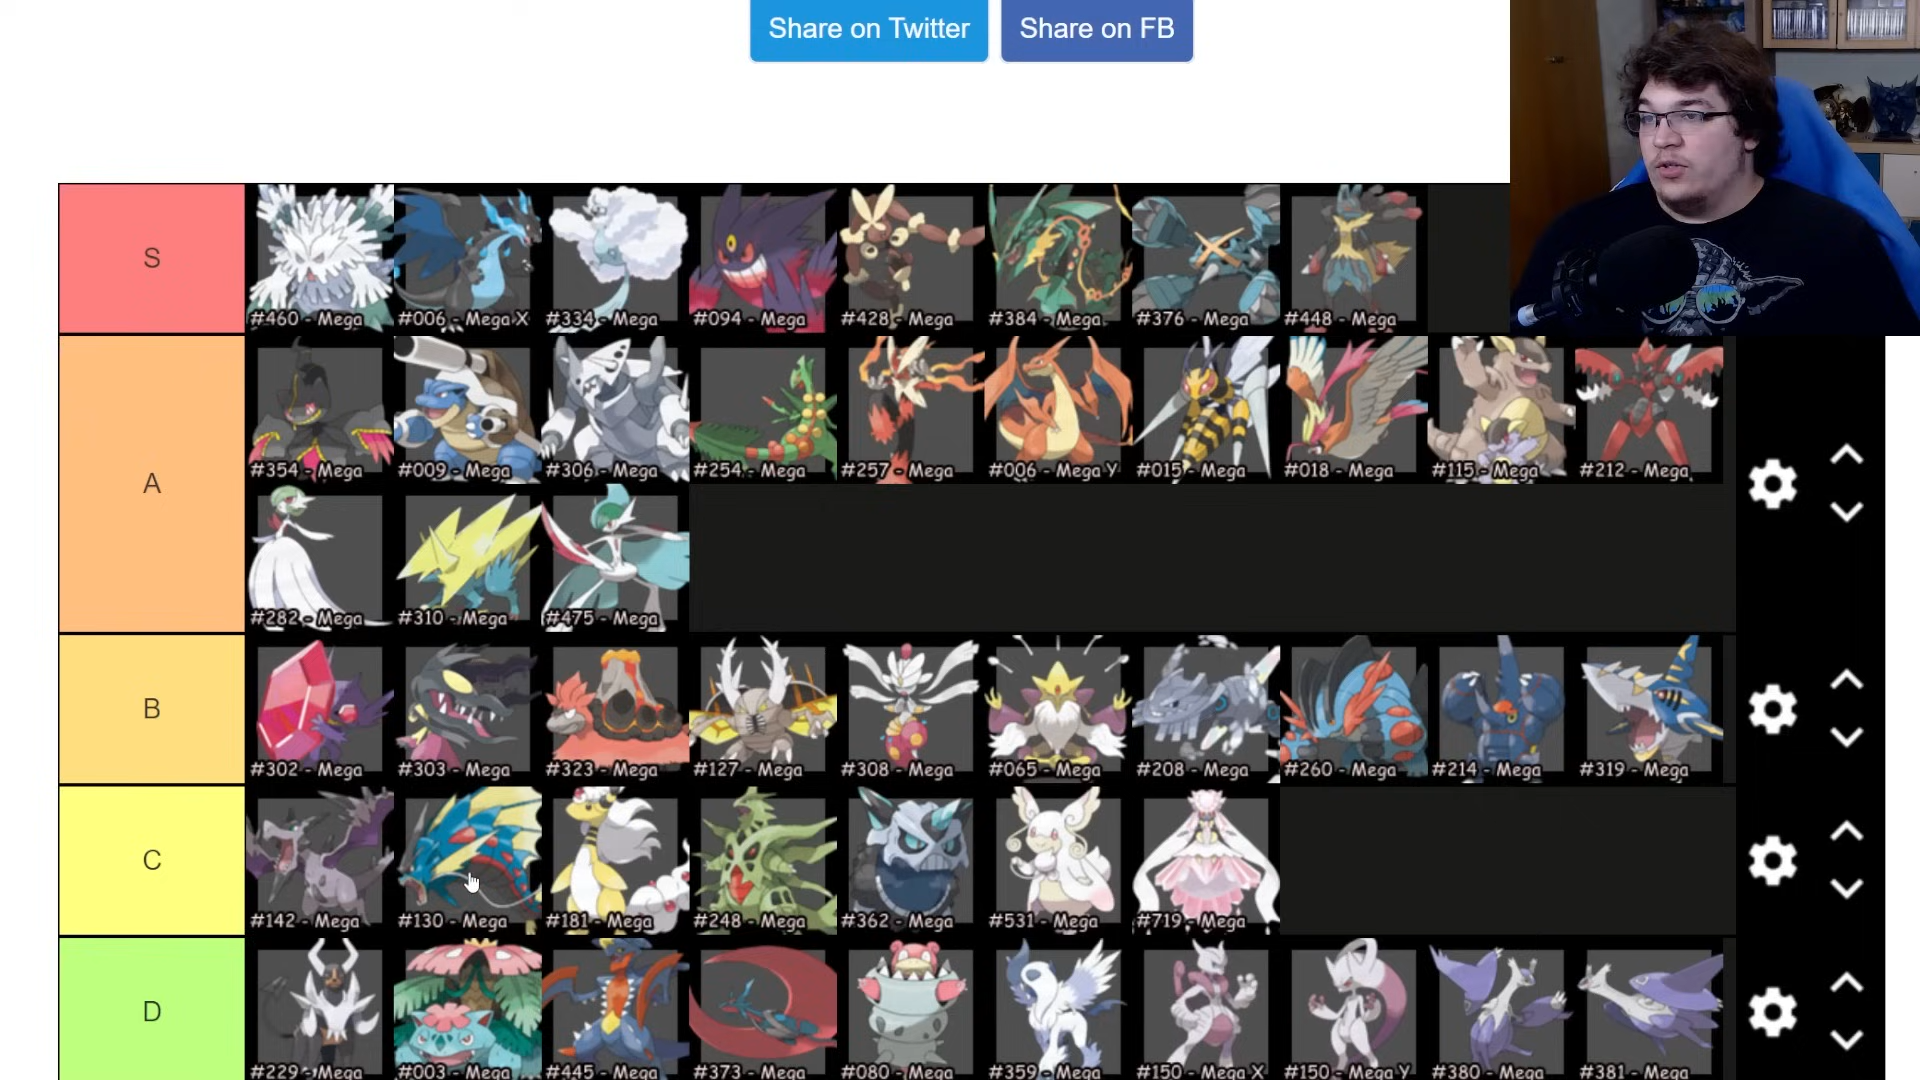 Share on Twitter Share on FB
S
#460 - Mega #006 - Mega X #334 - Mega #094 - Mega #428 - Mega #384 - Mega #376 - Mega #448 - Mega
A
#354 - Mega #009 - Mega #306 - Mega #254 - Mega #257 - Mega #006 - Mega Y #015 - Mega #018 - Mega #115 - Mega #212 - Mega
#282 - Mega #310 - Mega #475 - Mega
B
#302 - Mega #303 - Mega #323 - Mega #127 - Mega #308 - Mega #065 - Mega #208 - Mega #260 - Mega #214 - Mega #319 - Mega
C
#142 - Mega #130 - Mega #181 - Mega #248 - Mega #362 - Mega #531 - Mega #719 - Mega
D
#229 - Mega #003 - Mega #445 - Mega #373 - Mega #080 - Mega #359 - Mega #150 - Mega X #150 - Mega Y #380 - Mega #381 - Mega